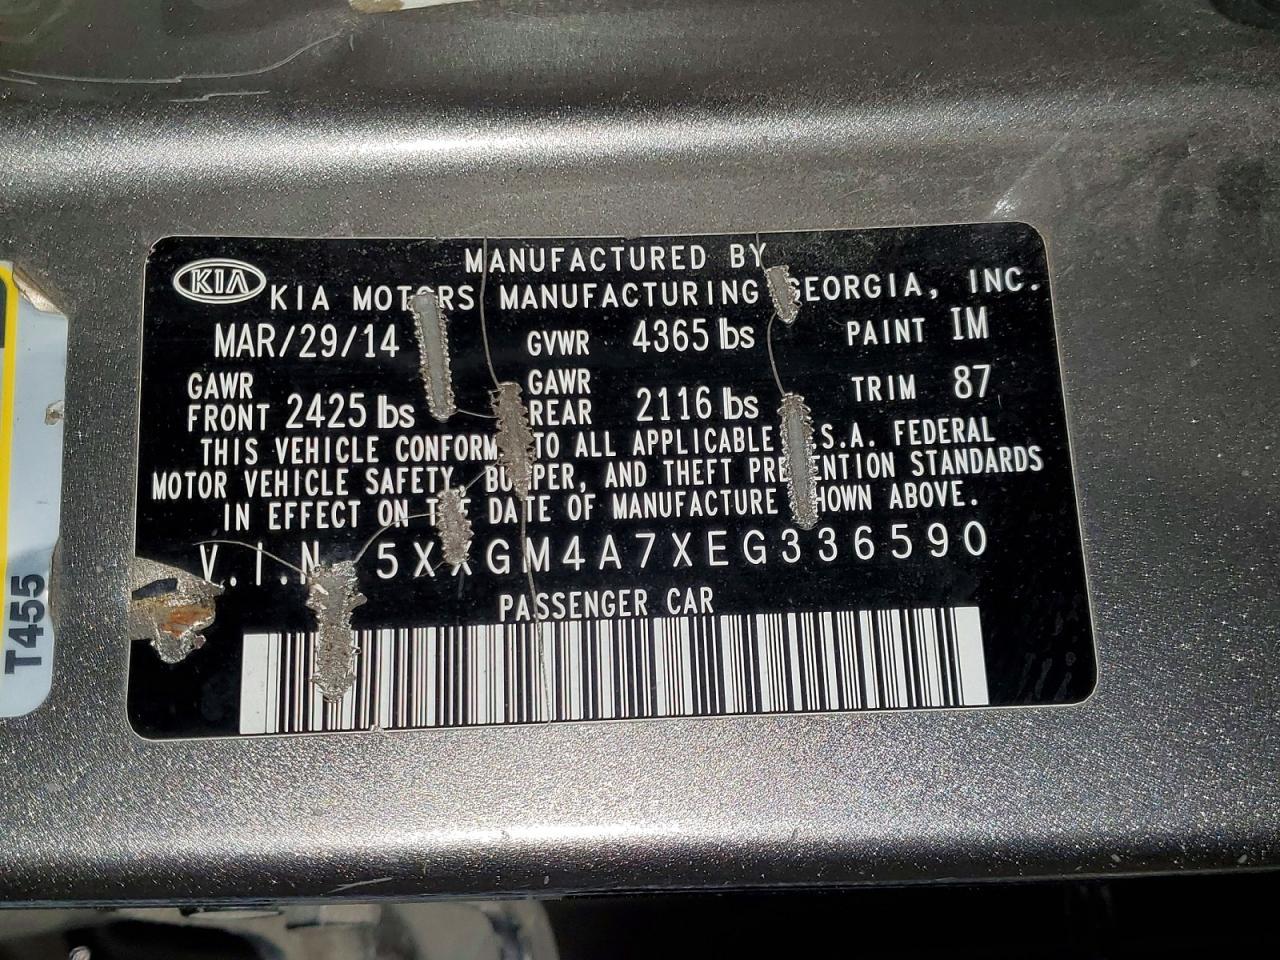 MANUFACTURED BY
KIA KIA MOTORS MANUFACTURING GEORGIA, INC.
MAR/29/14 GVWR 4365 lbs PAINT IM
GAWR FRONT 2425 lbs GAWR REAR 2116 lbs TRIM 87
THIS VEHICLE CONFORM TO ALL APPLICABLE .S.A. FEDERAL
MOTOR VEHICLE SAFETY, BUMPER, AND THEFT PREVENTION STANDARDS
IN EFFECT ON THE DATE OF MANUFACTURE SHOWN ABOVE.
V.I.N 5XXGM4A7XEG336590
PASSENGER CAR
T455